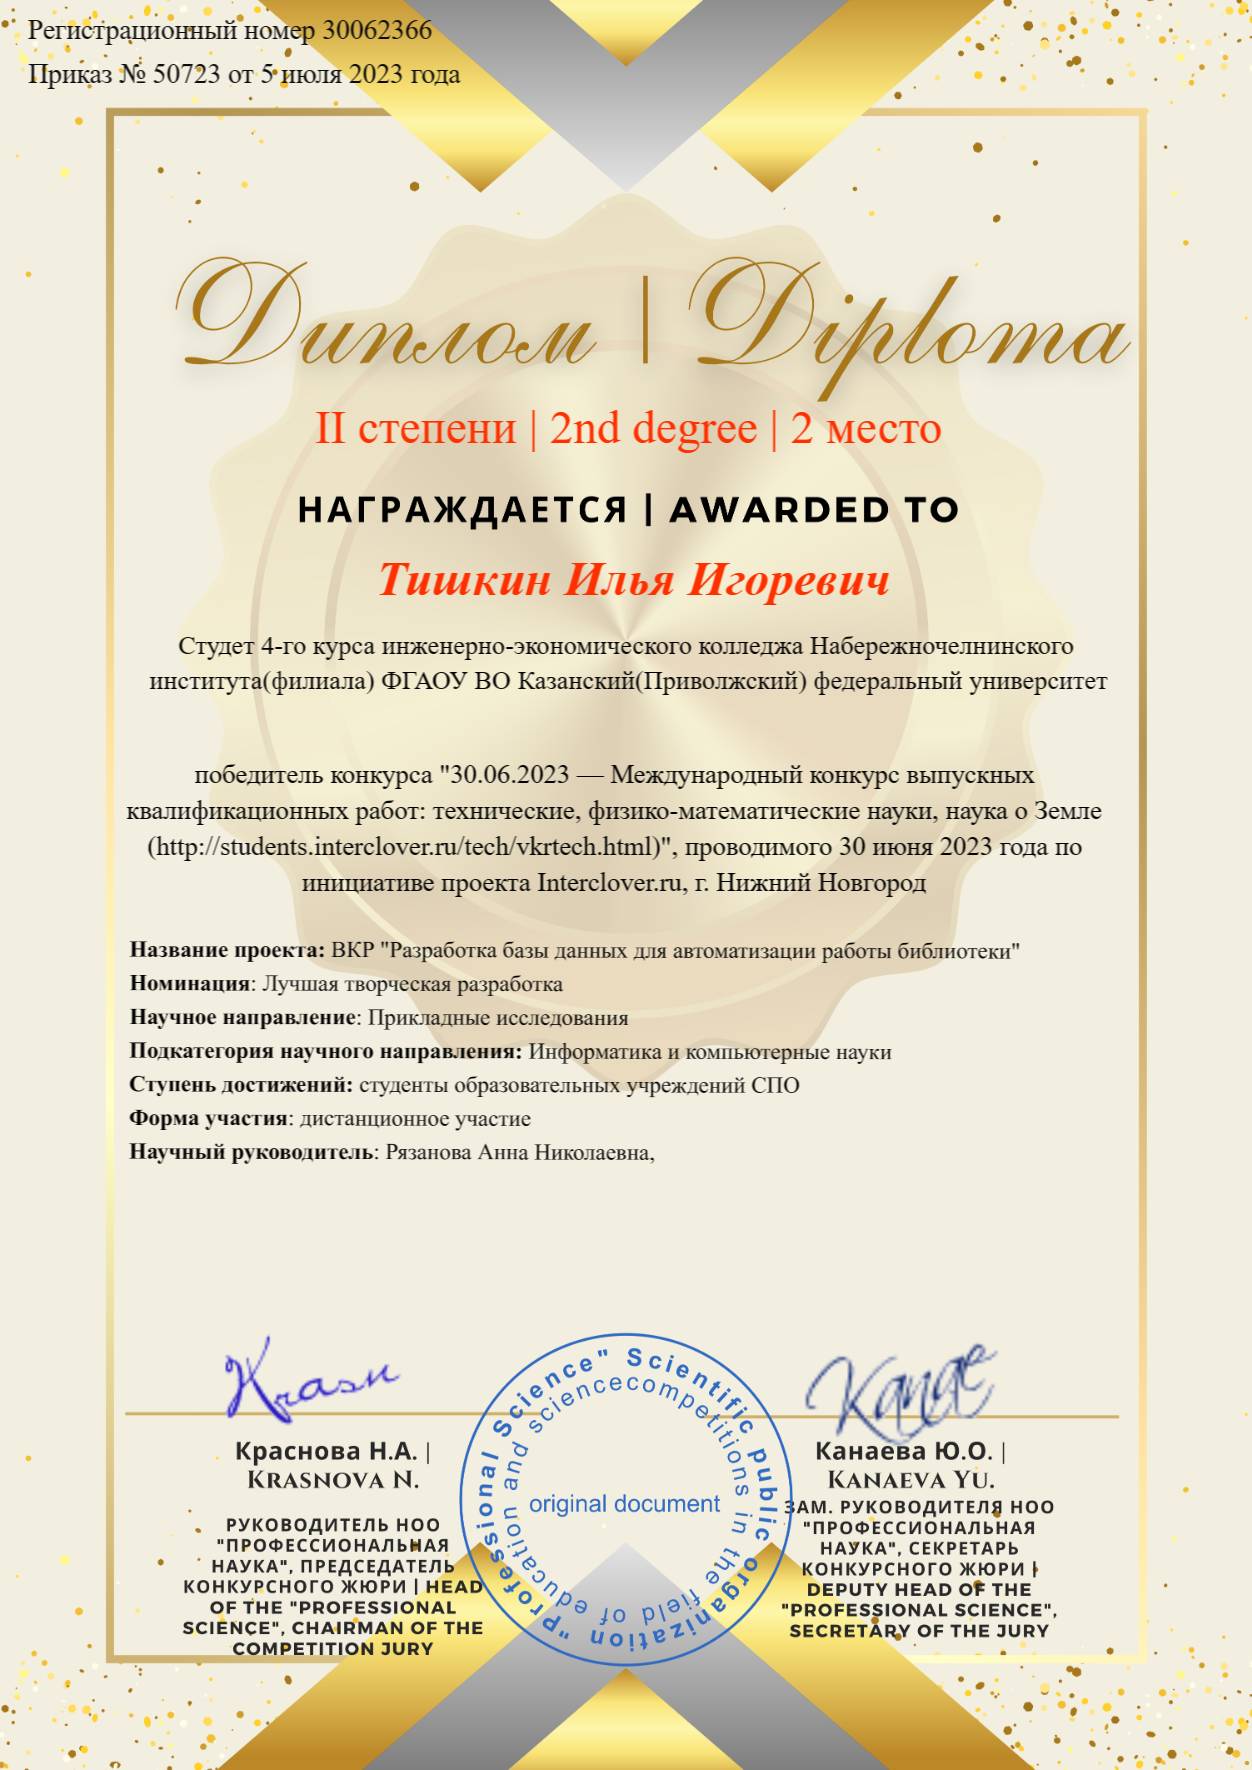 Регистрационный номер 30062366
Приказ № 50723 от 5 июля 2023 года
Диплом | Diploma
II степени | 2nd degree | 2 место
НАГРАЖДАЕТСЯ | AWARDED TO
Тишкин Илья Игоревич
Студет 4-го курса инженерно-экономического колледжа Набережночелнинского
института(филиала) ФГАОУ ВО Казанский(Приволжский) федеральный университет
победитель конкурса "30.06.2023 — Международный конкурс выпускных
квалификационных работ: технические, физико-математические науки, наука о Земле
(http://students.interclover.ru/tech/vkrtech.html)", проводимого 30 июня 2023 года по
инициативе проекта Interclover.ru, г. Нижний Новгород
Название проекта: ВКР "Разработка базы данных для автоматизации работы библиотеки"
Номинация: Лучшая творческая разработка
Научное направление: Прикладные исследования
Подкатегория научного направления: Информатика и компьютерные науки
Ступень достижений: студенты образовательных учреждений СПО
Форма участия: дистанционное участие
Научный руководитель: Рязанова Анна Николаевна,
Krasn
Краснова Н.А. |
KRASNOVA N.
РУКОВОДИТЕЛЬ НОО
"ПРОФЕССИОНАЛЬНАЯ
НАУКА", ПРЕДСЕДАТЕЛЬ
КОНКУРСНОГО ЖЮРИ | HEAD
OF THE "PROFESSIONAL
SCIENCE", CHAIRMAN OF THE
COMPETITION JURY
"Professional Science" Scientific public organization
education and sciencecompetitions in the field of
original document
Kanae
Канаева Ю.О. |
KANAEVA YU.
ЗАМ. РУКОВОДИТЕЛЯ НОО
"ПРОФЕССИОНАЛЬНАЯ
НАУКА", СЕКРЕТАРЬ
КОНКУРСНОГО ЖЮРИ |
DEPUTY HEAD OF THE
"PROFESSIONAL SCIENCE",
SECRETARY OF THE JURY